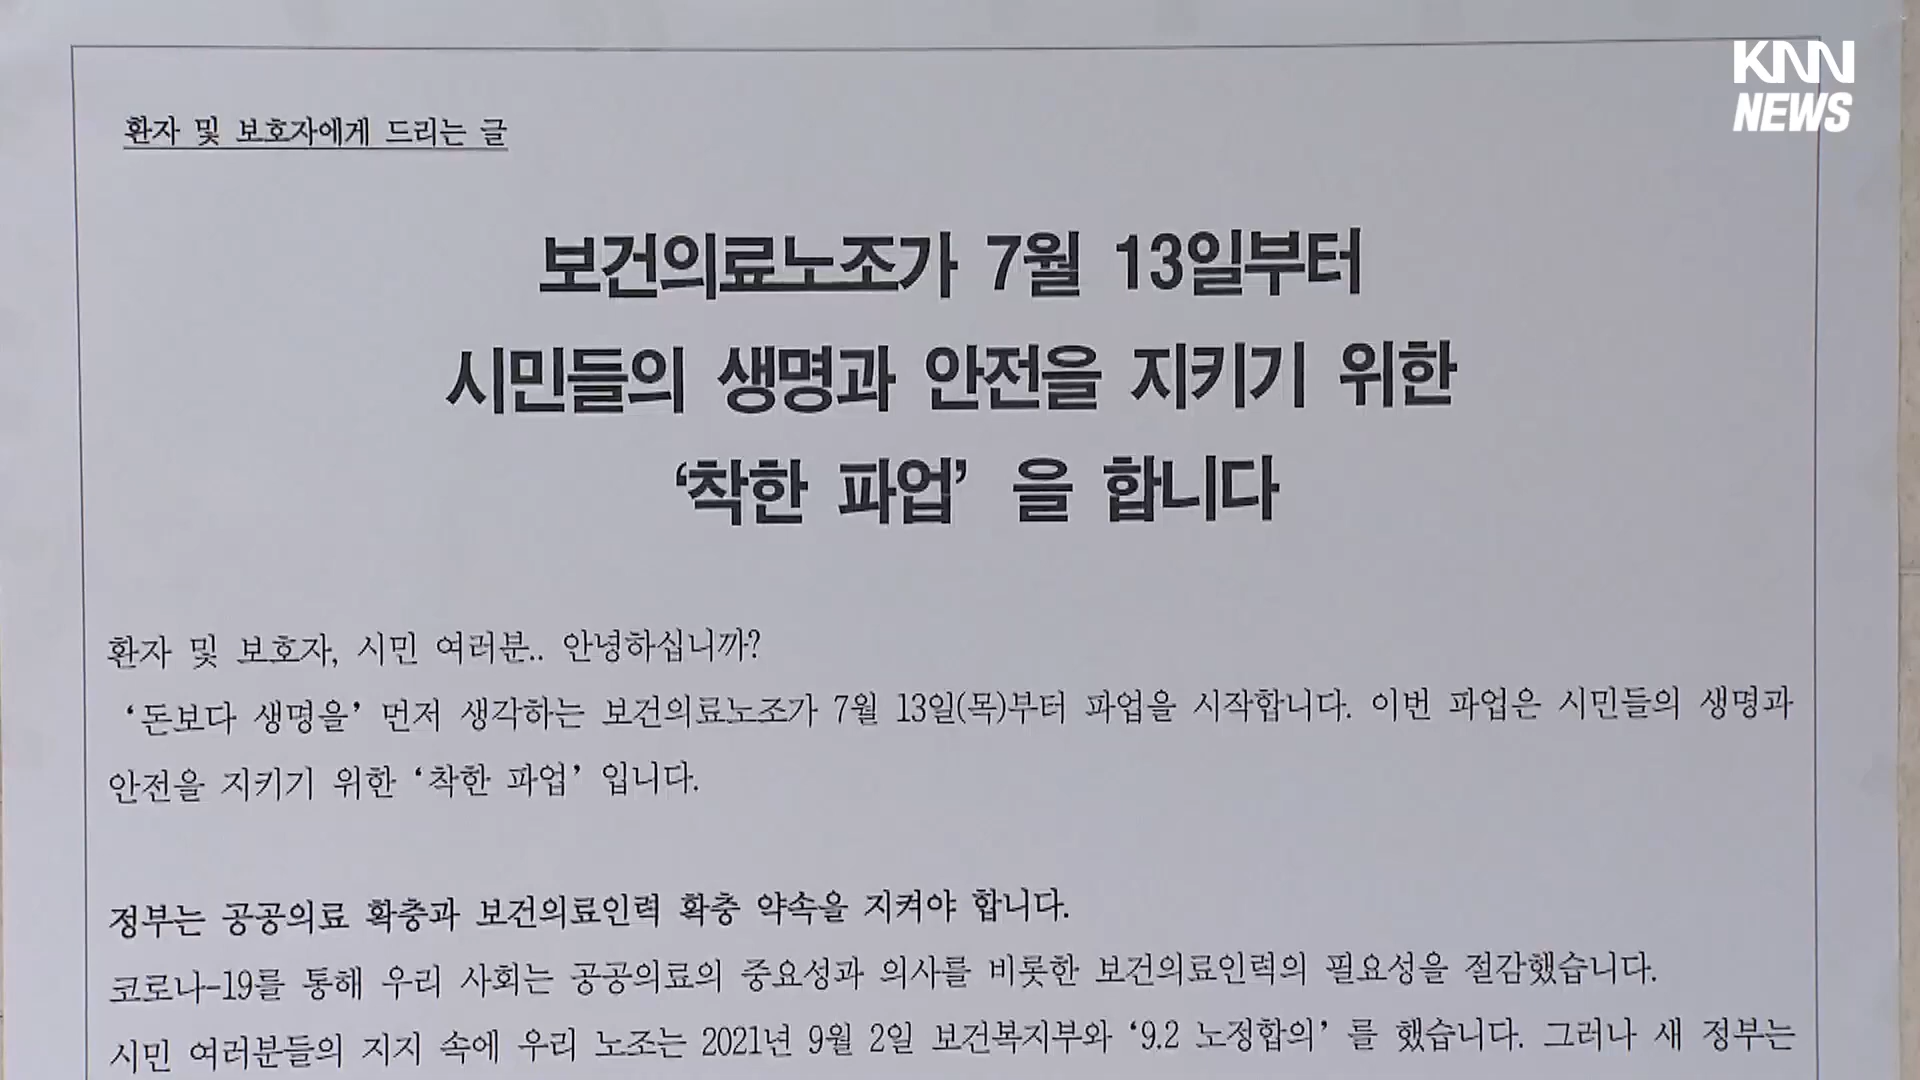 KNN
NEWS
환자 및 보호자에게 드리는 글
보건의료노조가 7월 13일부터
시민들의 생명과 안전을 지키기 위한
‘착한 파업’ 을 합니다
환자 및 보호자, 시민 여러분.. 안녕하십니까?
‘돈보다 생명을’ 먼저 생각하는 보건의료노조가 7월 13일(목)부터 파업을 시작합니다. 이번 파업은 시민들의 생명과
안전을 지키기 위한 ‘착한 파업’ 입니다.
정부는 공공의료 확충과 보건의료인력 확충 약속을 지켜야 합니다.
코로나-19를 통해 우리 사회는 공공의료의 중요성과 의사를 비롯한 보건의료인력의 필요성을 절감했습니다.
시민 여러분들의 지지 속에 우리 노조는 2021년 9월 2일 보건복지부와 ‘9.2 노정합의’ 를 했습니다. 그러나 새 정부는